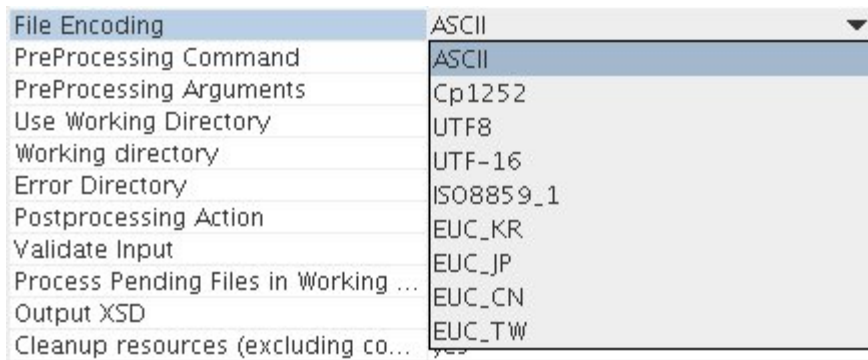 File Encoding ASCII
PreProcessing Command ASCII
PreProcessing Arguments Cp1252
Use Working Directory UTF8
Working directory UTF-16
Error Directory ISO8859_1
Postprocessing Action EUC_KR
Validate Input EUC_JP
Process Pending Files in Working ... EUC_CN
Output XSD EUC_TW
Cleanup resources (excluding co... yes